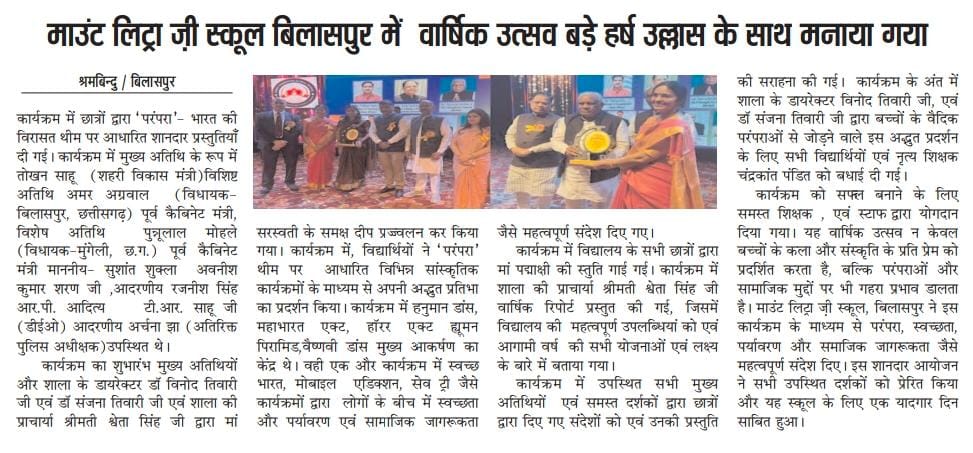 माउंट लिट्रा ज़ी स्कूल बिलासपुर में वार्षिक उत्सव बड़े हर्ष उल्लास के साथ मनाया गया
श्रमबिन्दु / बिलासपुर
कार्यक्रम में छात्रों द्वारा 'परंपरा'– भारत की
विरासत थीम पर आधारित शानदार प्रस्तुतियाँ
दी गई। कार्यक्रम में मुख्य अतिथि के रूप में
तोखन साहू (शहरी विकास मंत्री)विशिष्ट
अतिथि अमर अग्रवाल (विधायक-
बिलासपुर, छत्तीसगढ़) पूर्व कैबिनेट मंत्री,
विशेष अतिथि पुन्नूलाल मोहले
(विधायक-मुंगेली, छ.ग.) पूर्व कैबिनेट
मंत्री माननीय- सुशांत शुक्ला अवनीश
कुमार शरण जी ,आदरणीय रजनीश सिंह
आर.पी. आदित्य टी.आर. साहू जी
(डीईओ) आदरणीय अर्चना झा (अतिरिक्त
पुलिस अधीक्षक)उपस्थित थे।
कार्यक्रम का शुभारंभ मुख्य अतिथियों
और शाला के डायरेक्टर डॉ विनोद तिवारी
जी एवं डॉ संजना तिवारी जी एवं शाला की
प्राचार्या श्रीमती श्वेता सिंह जी द्वारा मां
सरस्वती के समक्ष दीप प्रज्ज्वलन कर किया
गया। कार्यक्रम में, विद्यार्थियों ने 'परंपरा'
थीम पर आधारित विभिन्न सांस्कृतिक
कार्यक्रमों के माध्यम से अपनी अद्भुत प्रतिभा
का प्रदर्शन किया। कार्यक्रम में हनुमान डांस,
महाभारत एक्ट, हॉरर एक्ट ह्यूमन
पिरामिड,वैष्णवी डांस मुख्य आकर्षण का
केंद्र थे। वही एक और कार्यक्रम में स्वच्छ
भारत, मोबाइल एडिक्शन, सेव ट्री जैसे
कार्यक्रमों द्वारा लोगों के बीच में स्वच्छता
और पर्यावरण एवं सामाजिक जागरूकता
जैसे महत्वपूर्ण संदेश दिए गए।
कार्यक्रम में विद्यालय के सभी छात्रों द्वारा
मां पद्माक्षी की स्तुति गाई गई। कार्यक्रम में
शाला की प्राचार्या श्रीमती श्वेता सिंह जी
वार्षिक रिपोर्ट प्रस्तुत की गई, जिसमें
विद्यालय की महत्वपूर्ण उपलब्धियां को एवं
आगामी वर्ष की सभी योजनाओं एवं लक्ष्य
के बारे में बताया गया।
कार्यक्रम में उपस्थित सभी मुख्य
अतिथियों एवं समस्त दर्शकों द्वारा छात्रों
द्वारा दिए गए संदेशों को एवं उनकी प्रस्तुति
की सराहना की गई। कार्यक्रम के अंत में
शाला के डायरेक्टर विनोद तिवारी जी, एवं
डॉ संजना तिवारी जी द्वारा बच्चों के वैदिक
परंपराओं से जोड़ने वाले इस अद्भुत प्रदर्शन
के लिए सभी विद्यार्थियों एवं नृत्य शिक्षक
चंद्रकांत पंडित को बधाई दी गई।
कार्यक्रम को सफल बनाने के लिए
समस्त शिक्षक , एवं स्टाफ द्वारा योगदान
दिया गया। यह वार्षिक उत्सव न केवल
बच्चों के कला और संस्कृति के प्रति प्रेम को
प्रदर्शित करता है, बल्कि परंपराओं और
सामाजिक मुद्दों पर भी गहरा प्रभाव डालता
है। माउंट लिट्रा ज़ी स्कूल, बिलासपुर ने इस
कार्यक्रम के माध्यम से परंपरा, स्वच्छता,
पर्यावरण और समाजिक जागरूकता जैसे
महत्वपूर्ण संदेश दिए। इस शानदार आयोजन
ने सभी उपस्थित दर्शकों को प्रेरित किया
और यह स्कूल के लिए एक यादगार दिन
साबित हुआ।